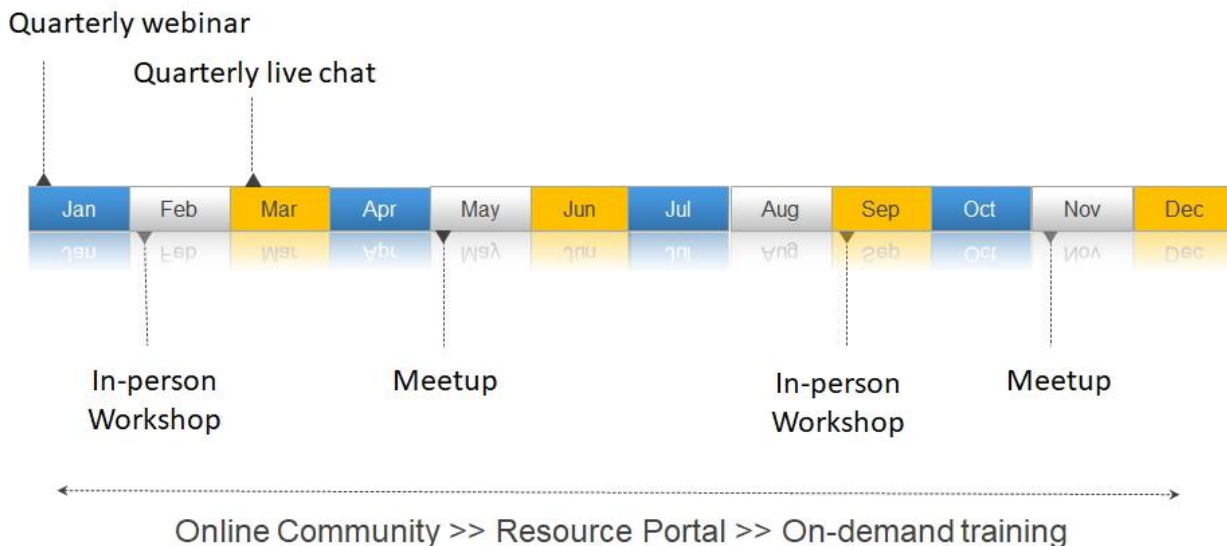 Quarterly webinar
Quarterly live chat
Jan Feb Mar Apr May Jun Jul Aug Sep Oct Nov Dec
In-person
Workshop
Meetup
In-person
Workshop
Meetup
Online Community >> Resource Portal >> On-demand training